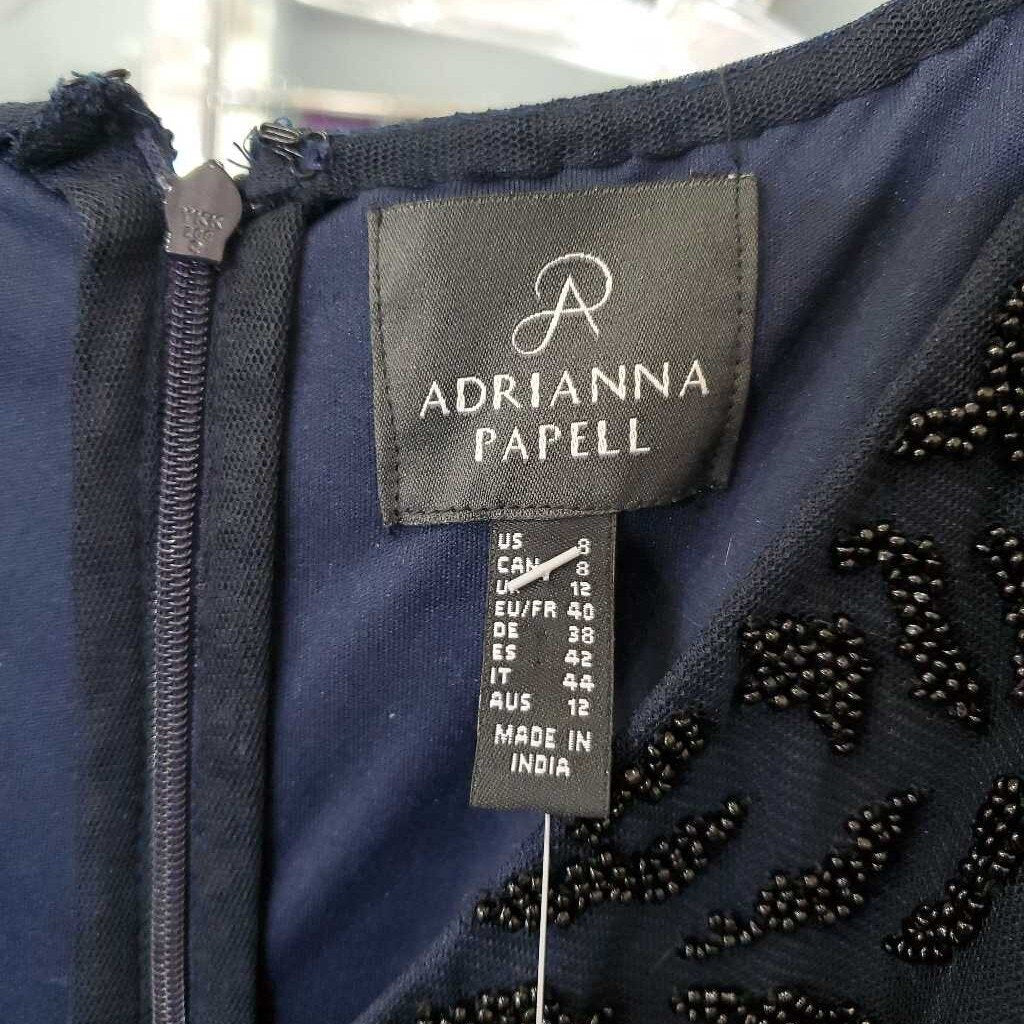 ADRIANNA
PAPELL
US 8
CAN 8
12
EU/FR 40
DE 38
ES 42
IT 44
AUS 12
MADE IN
INDIA
YKK